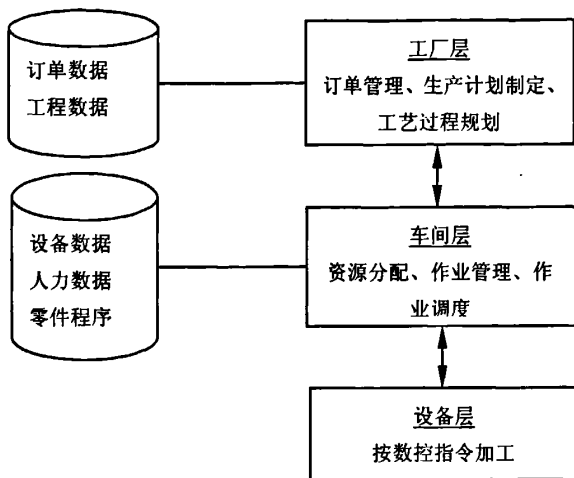 订单数据
工程数据
工厂层
订单管理、生产计划制定、
工艺过程规划
设备数据
人力数据
零件程序
车间层
资源分配、作业管理、作
业调度
设备层
按数控指令加工